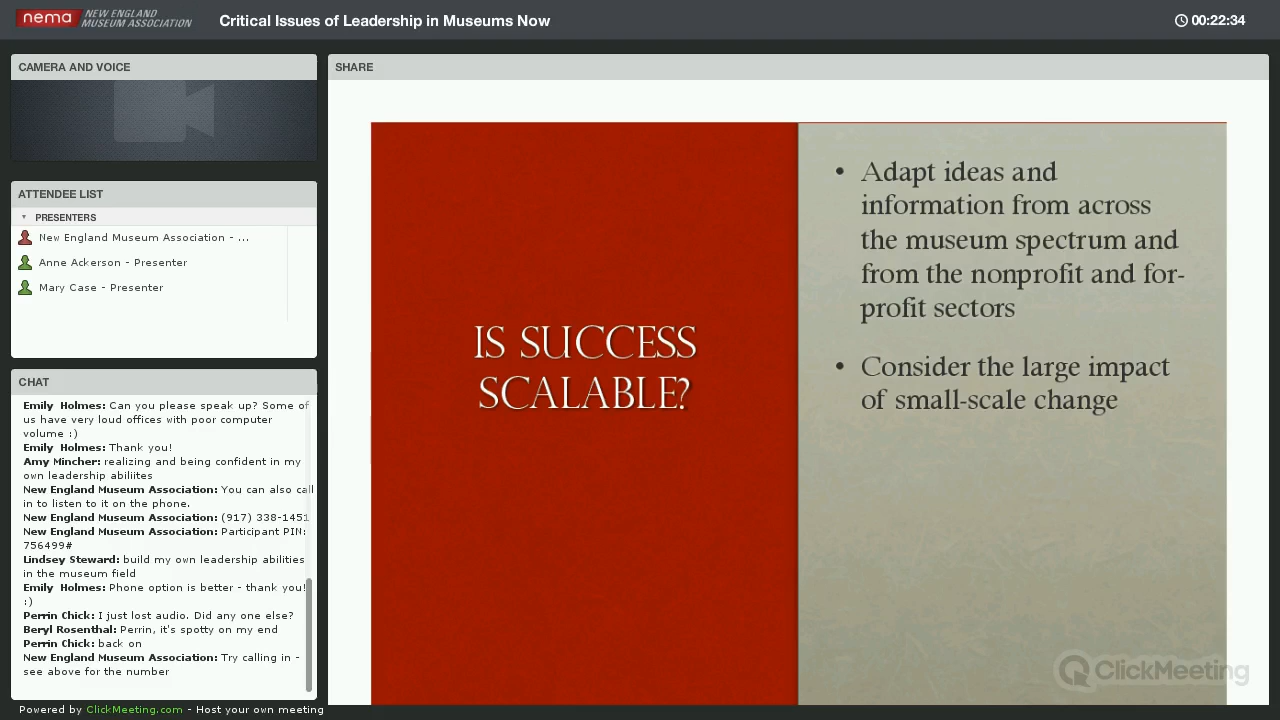 nema NEW ENGLAND
MUSEUM ASSOCIATION
Critical Issues of Leadership in Museums Now
00:22:34
CAMERA AND VOICE
ATTENDEE LIST
PRESENTERS
New England Museum Association - ...
Anne Ackerson - Presenter
Mary Case - Presenter
CHAT
Emily Holmes: Can you please speak up? Some of
us have very loud offices with poor computer
volume :)
Emily Holmes: Thank you!
Amy Mincher: realizing and being confident in my
own leadership abiliites
New England Museum Association: You can also call
in to listen to it on the phone.
New England Museum Association: (917) 338-1451
New England Museum Association: Participant PIN:
756499#
Lindsey Steward: build my own leadership abilities
in the museum field
Emily Holmes: Phone option is better - thank you!
:)
Perrin Chick: I just lost audio. Did any one else?
Beryl Rosenthal: Perrin, it's spotty on my end
Perrin Chick: back on
New England Museum Association: Try calling in -
see above for the number
Powered by ClickMeeting.com - Host your own meeting
SHARE
IS SUCCESS
SCALABLE?
• Adapt ideas and
information from across
the museum spectrum and
from the nonprofit and for-
profit sectors
• Consider the large impact
of small-scale change
ClickMeeting